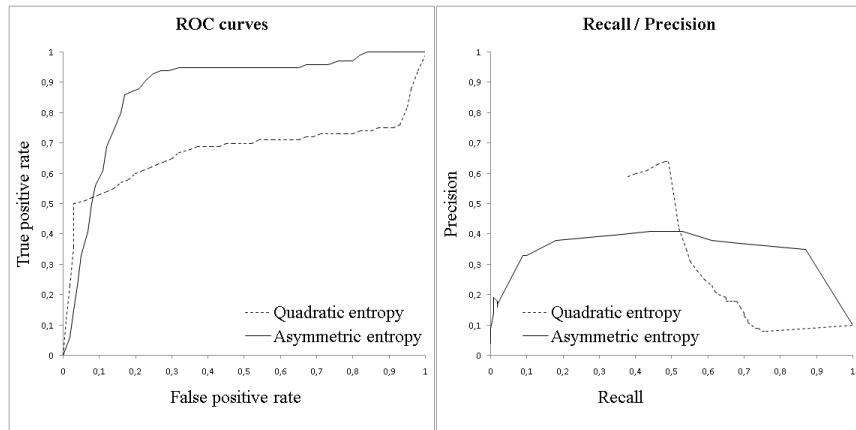 ROC curves
1
0,9
0,8
0,7
0,6
0,5
0,4
0,3
0,2
0,1
0
True positive rate
Quadratic entropy
Asymmetric entropy
0 0,1 0,2 0,3 0,4 0,5 0,6 0,7 0,8 0,9 1
False positive rate
Recall / Precision
1
0,9
0,8
0,7
0,6
0,5
0,4
0,3
0,2
0,1
0
Precision
Quadratic entropy
Asymmetric entropy
0 0,1 0,2 0,3 0,4 0,5 0,6 0,7 0,8 0,9 1
Recall